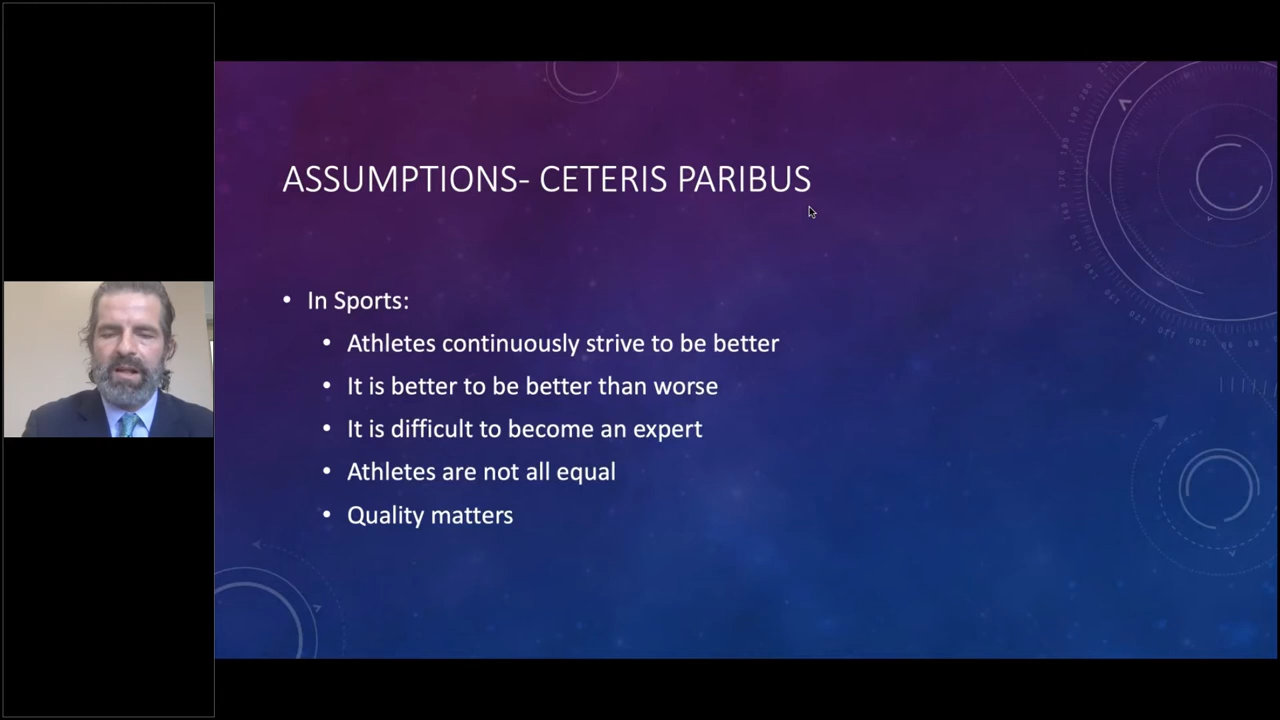 ASSUMPTIONS- CETERIS PARIBUS
• In Sports:
• Athletes continuously strive to be better
• It is better to be better than worse
• It is difficult to become an expert
• Athletes are not all equal
• Quality matters